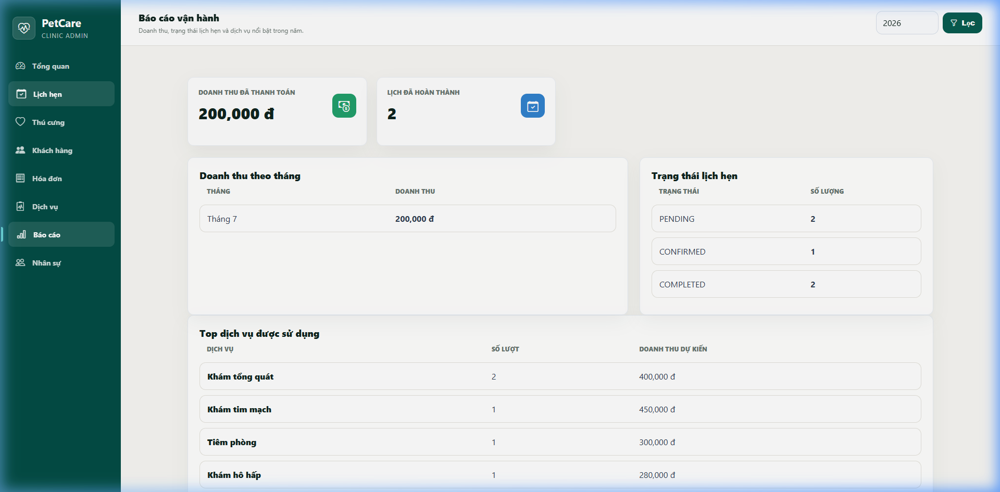 PetCare
CLINIC ADMIN
Tổng quan
Lịch hẹn
Thú cưng
Khách hàng
Hóa đơn
Dịch vụ
Báo cáo
Nhân sự
Báo cáo vận hành
Doanh thu, trạng thái lịch hẹn và dịch vụ nổi bật trong năm.
2026
Lọc
DOANH THU ĐÃ THANH TOÁN
200,000 đ
LỊCH ĐÃ HOÀN THÀNH
2
Doanh thu theo tháng
THÁNG DOANH THU
Tháng 7 200,000 đ
Trạng thái lịch hẹn
TRẠNG THÁI SỐ LƯỢNG
PENDING 2
CONFIRMED 1
COMPLETED 2
Top dịch vụ được sử dụng
DỊCH VỤ SỐ LƯỢT DOANH THU DỰ KIẾN
Khám tổng quát 2 400,000 đ
Khám tim mạch 1 450,000 đ
Tiêm phòng 1 300,000 đ
Khám hô hấp 1 280,000 đ